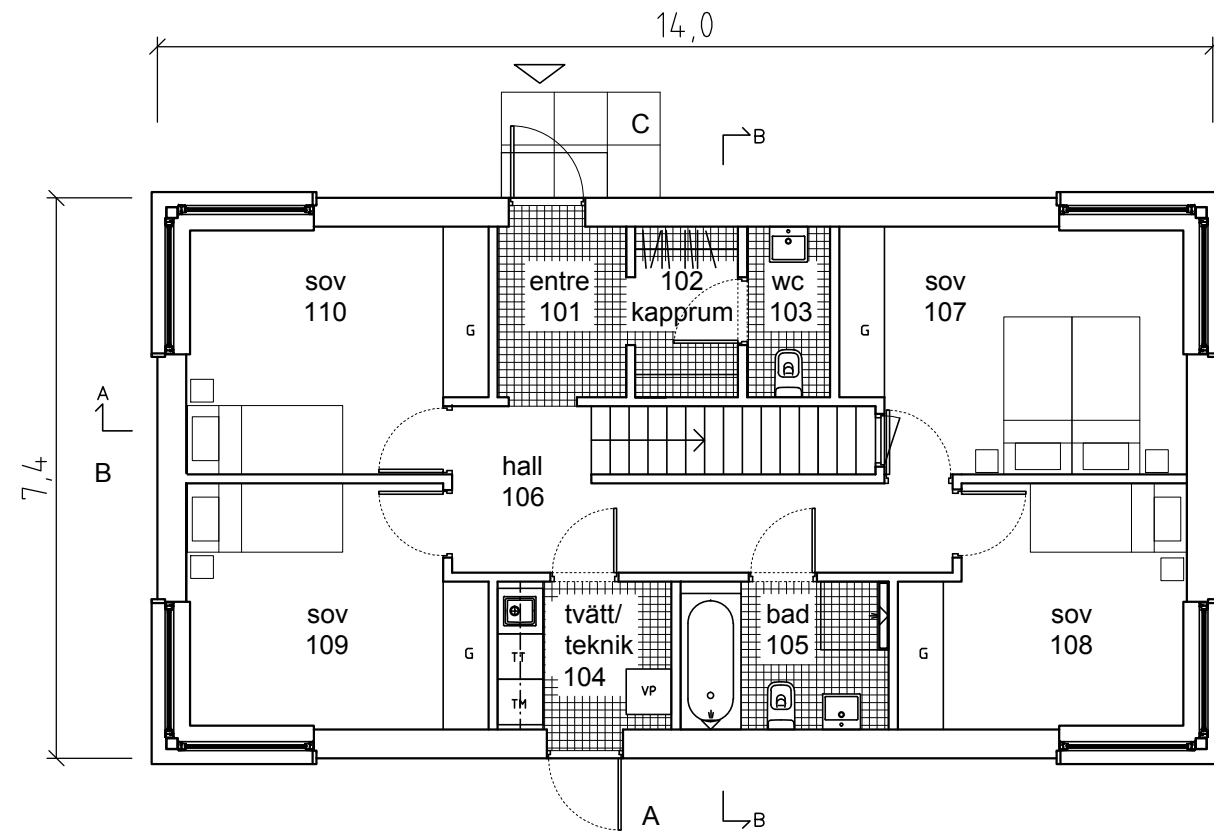 14,0
C
B
sov
110
entre
101
102
kapprum
wc
103
sov
107
G
G
A
B
7,4
hall
106
sov
109
G
TT
TM
tvätt/
teknik
104
VP
bad
105
G
sov
108
A
B